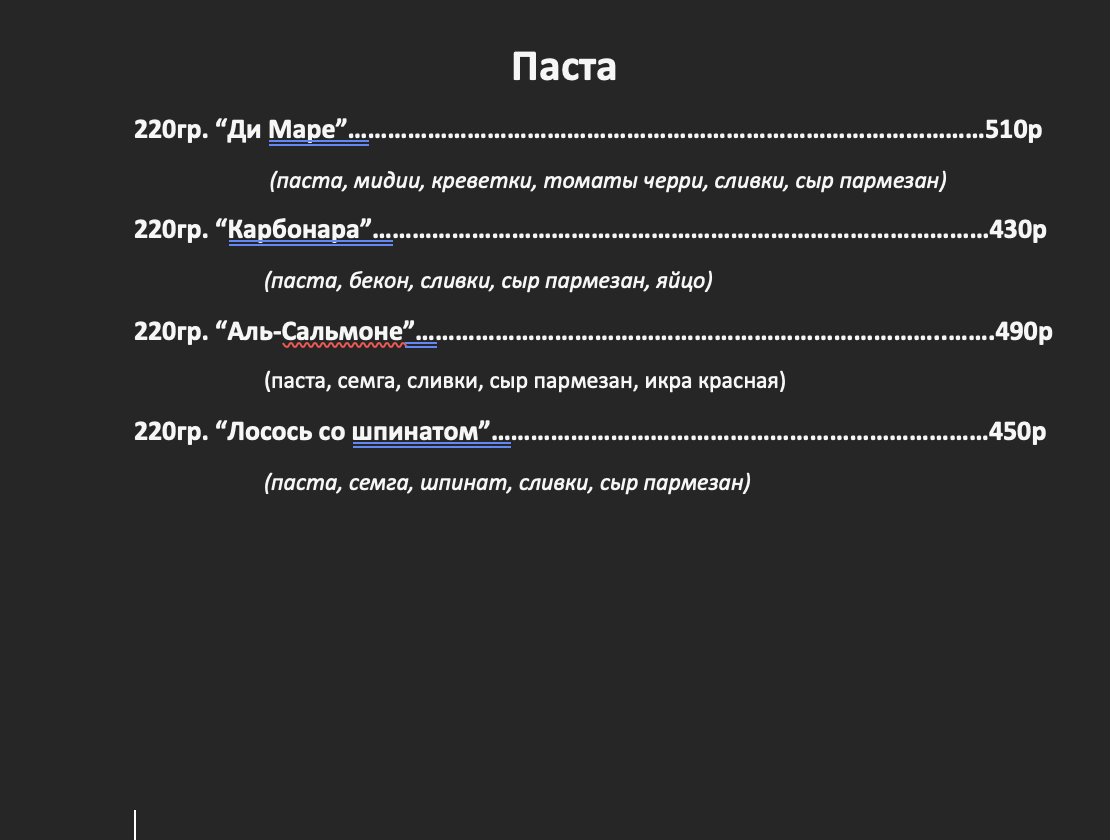 Паста
220гр. “Ди Маре”……………………………………………………………………………………510р
(паста, мидии, креветки, томаты черри, сливки, сыр пармезан)
220гр. “Карбонара”…………………………………………………………………………………430р
(паста, бекон, сливки, сыр пармезан, яйцо)
220гр. “Аль-Сальмоне”……………………………………………………………………..…….490р
(паста, семга, сливки, сыр пармезан, икра красная)
220гр. “Лосось со шпинатом”…………………………………………………………………450р
(паста, семга, шпинат, сливки, сыр пармезан)